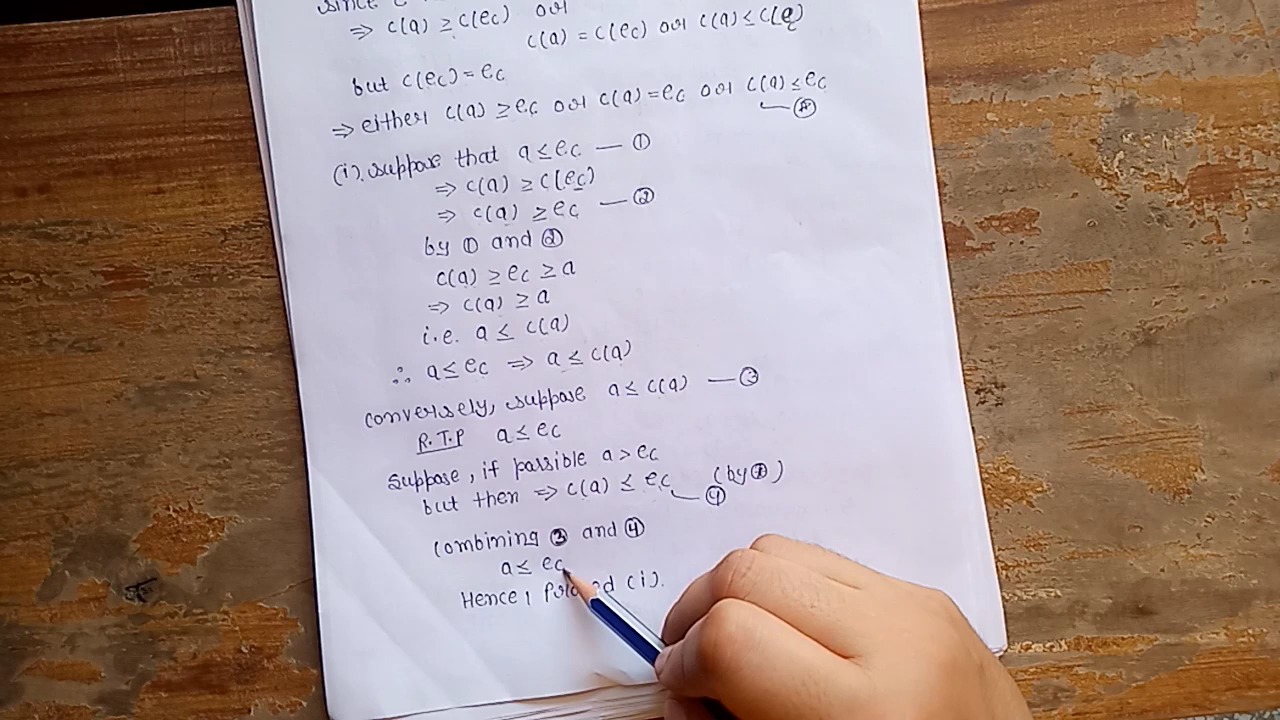 since c
⇒ c(a) ≥ c(ec) or
c(a) = c(ec) or c(a) ≤ c(e)
but c(ec) = ec
⇒ either c(a) ≥ ec or c(a) = ec or c(a) ≤ ec
(i). suppose that a ≤ ec — ①
⇒ c(a) ≥ c(ec)
⇒ c(a) ≥ ec — ②
by ① and ②
c(a) ≥ ec ≥ a
⇒ c(a) ≥ a
i.e. a ≤ c(a)
∴ a ≤ ec ⇒ a ≤ c(a)
conversely, suppose a ≤ c(a) — ③
R.T.P a ≤ ec
Suppose, if possible a > ec
but then ⇒ c(a) ≤ ec (by
— ④
Combining ③ and ④
a ≤ ec
Hence, (i).